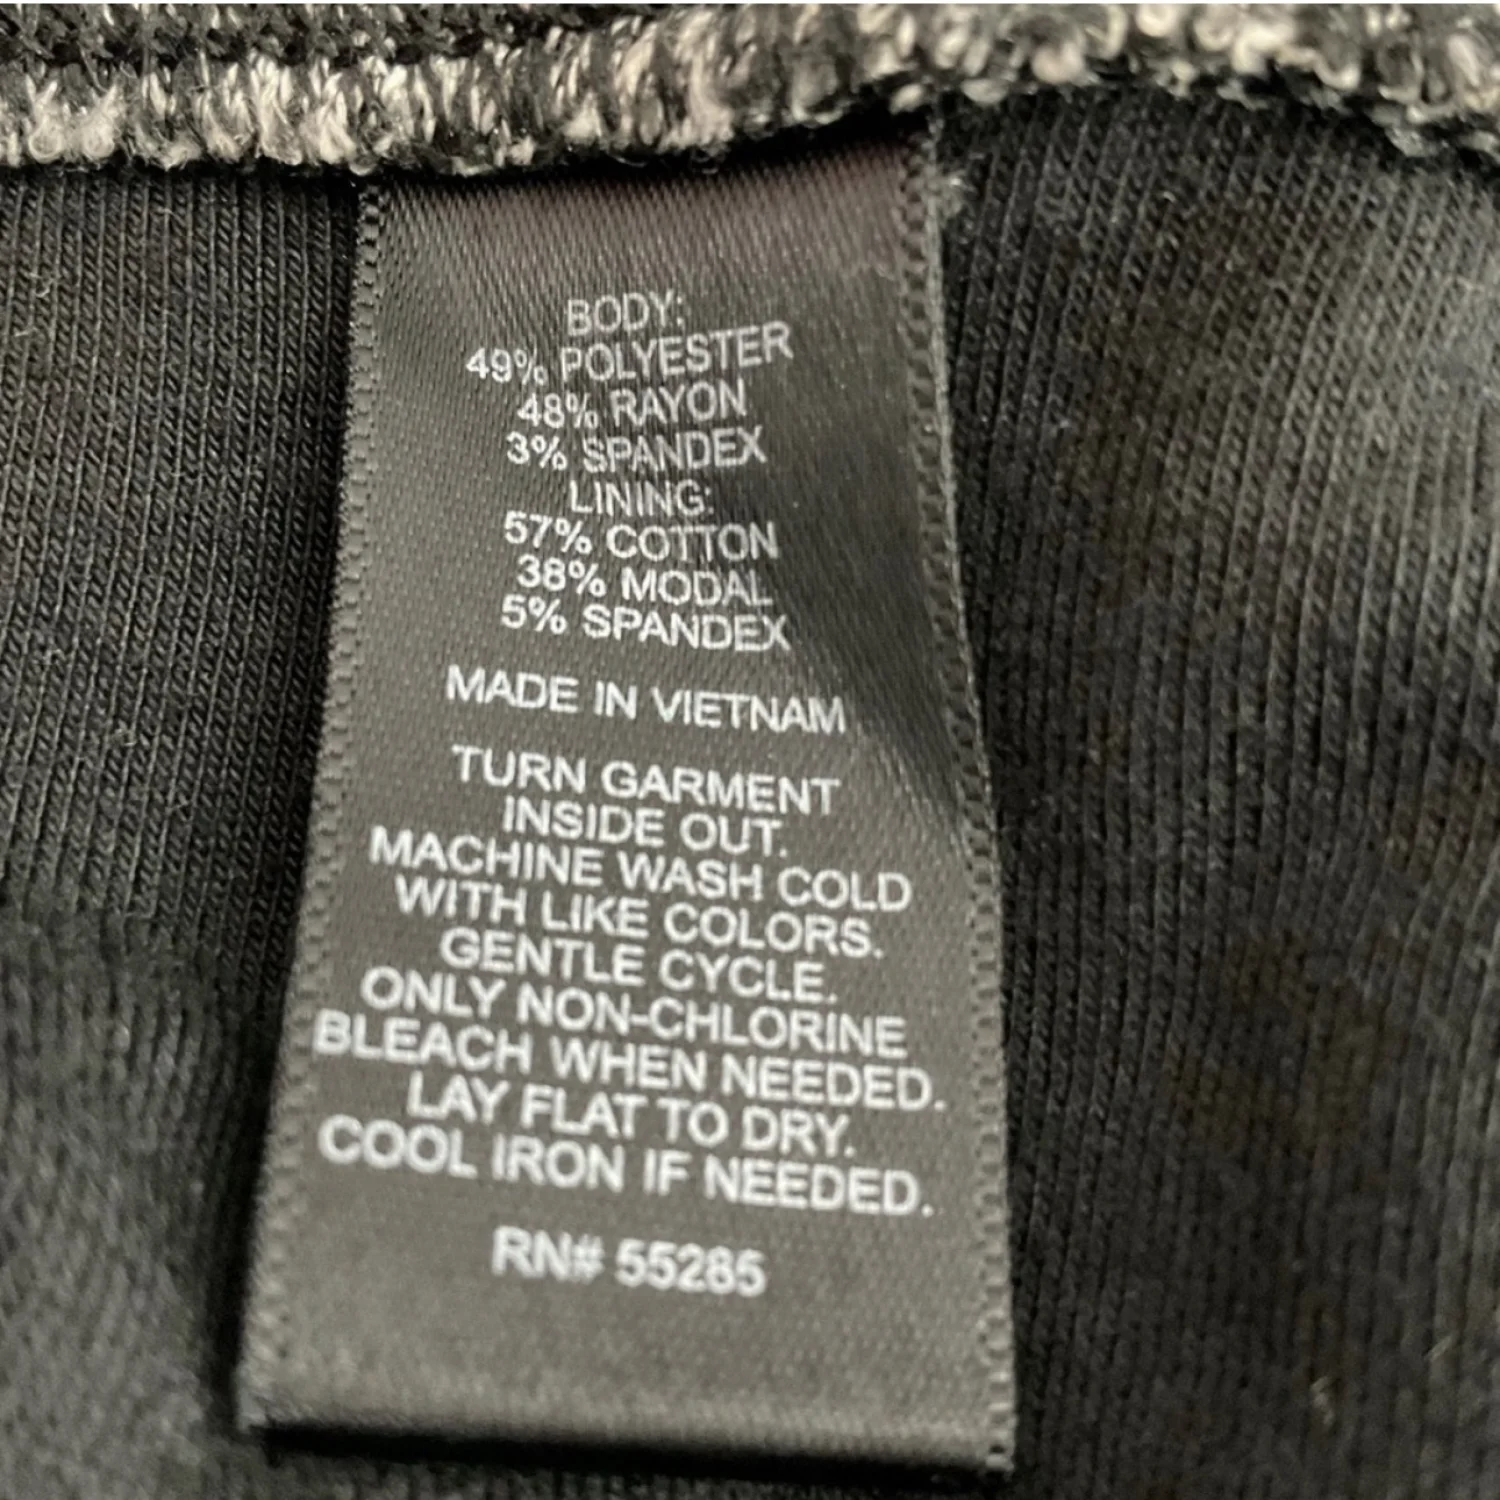 BODY:
49% POLYESTER
48% RAYON
3% SPANDEX
LINING:
57% COTTON
38% MODAL
5% SPANDEX
MADE IN VIETNAM
TURN GARMENT
INSIDE OUT.
MACHINE WASH COLD
WITH LIKE COLORS.
GENTLE CYCLE.
ONLY NON-CHLORINE
BLEACH WHEN NEEDED.
LAY FLAT TO DRY.
COOL IRON IF NEEDED.
RN# 55285